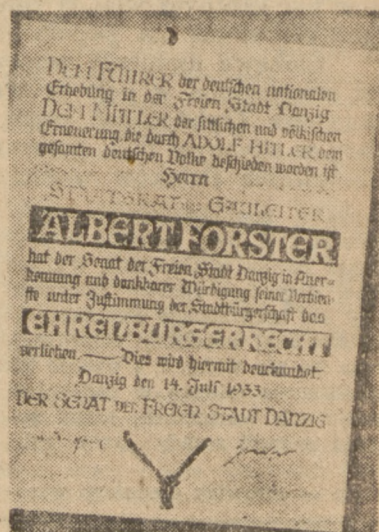 DEM FÜHRER der deutschen nationalen
Erhebung in der Freien Stadt Danzig
DEM MITTLER der sittlichen und völkischen
Erneuerung, die durch ADOLF HITLER dem
gesamten deutschen Volke beschieden worden ist
Herrn
STAATSRAT UND GAULEITER
ALBERT FORSTER
hat der Senat der Freien Stadt Danzig in Aner-
kennung und dankbarer Würdigung seiner Verdien-
ste unter Zustimmung der Stadtbürgerschaft das
EHRENBÜRGERRECHT
verliehen. — Dies wird hiermit beurkundet.
Danzig den 14. Juli 1933.
DER SENAT DER FREIEN STADT DANZIG